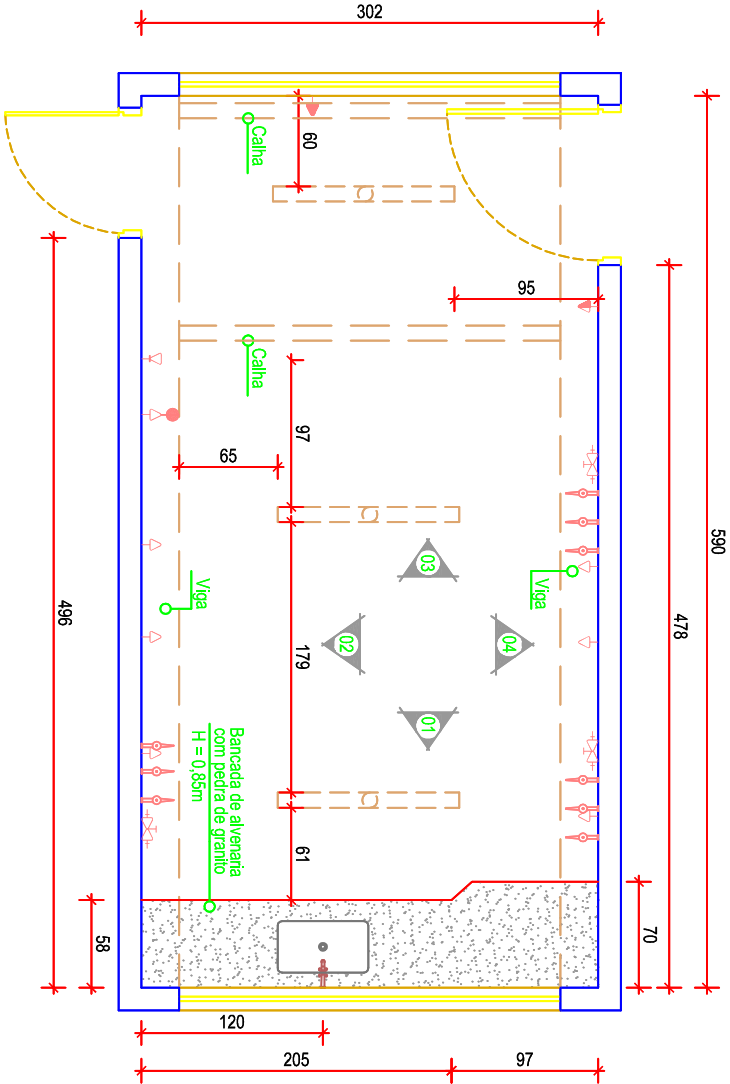 302
Calha
60
95
Calha
97
65
590
03
Viga
Viga
478
496
02
04
179
01
Bancada de alvenaria
com pedra de granito
H = 0,85m
61
58
70
120
205
97